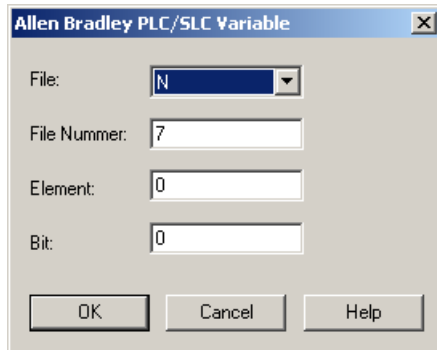 Allen Bradley PLC/SLC Variable
File: N
File Nummer: 7
Element: 0
Bit: 0
OK Cancel Help